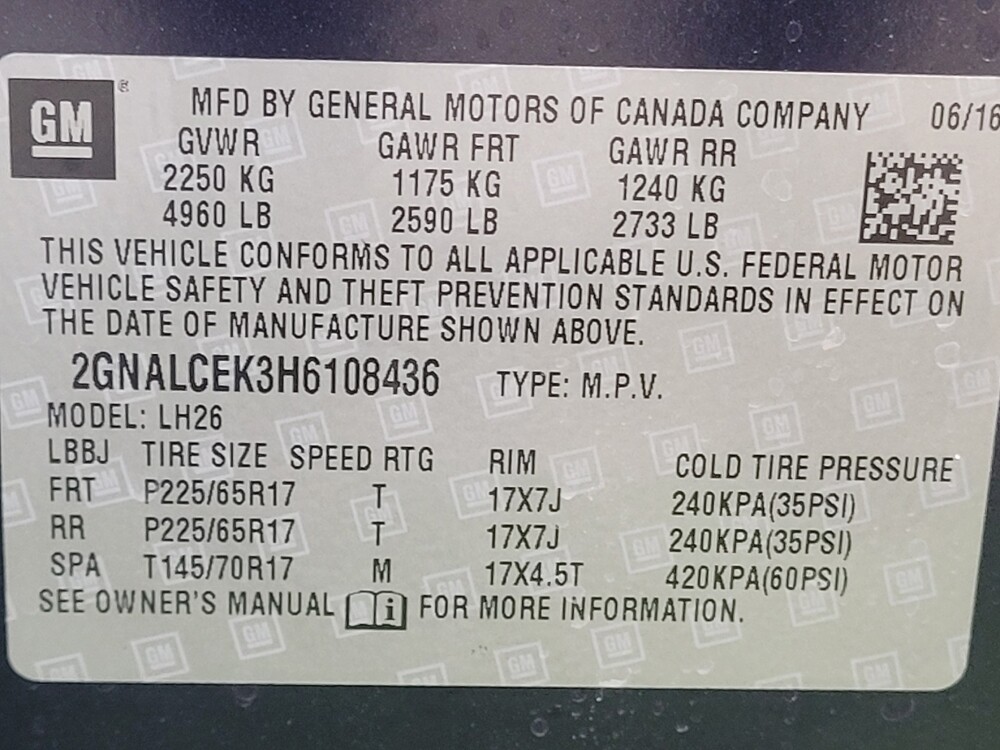 GM
MFD BY GENERAL MOTORS OF CANADA COMPANY 06/16
GVWR GAWR FRT GAWR RR
2250 KG 1175 KG 1240 KG
4960 LB 2590 LB 2733 LB
THIS VEHICLE CONFORMS TO ALL APPLICABLE U.S. FEDERAL MOTOR
VEHICLE SAFETY AND THEFT PREVENTION STANDARDS IN EFFECT ON
THE DATE OF MANUFACTURE SHOWN ABOVE.
2GNALCEK3H6108436 TYPE: M.P.V.
MODEL: LH26
LBBJ TIRE SIZE SPEED RTG RIM COLD TIRE PRESSURE
FRT P225/65R17 T 17X7J 240KPA(35PSI)
RR P225/65R17 T 17X7J 240KPA(35PSI)
SPA T145/70R17 M 17X4.5T 420KPA(60PSI)
SEE OWNER'S MANUAL i FOR MORE INFORMATION.